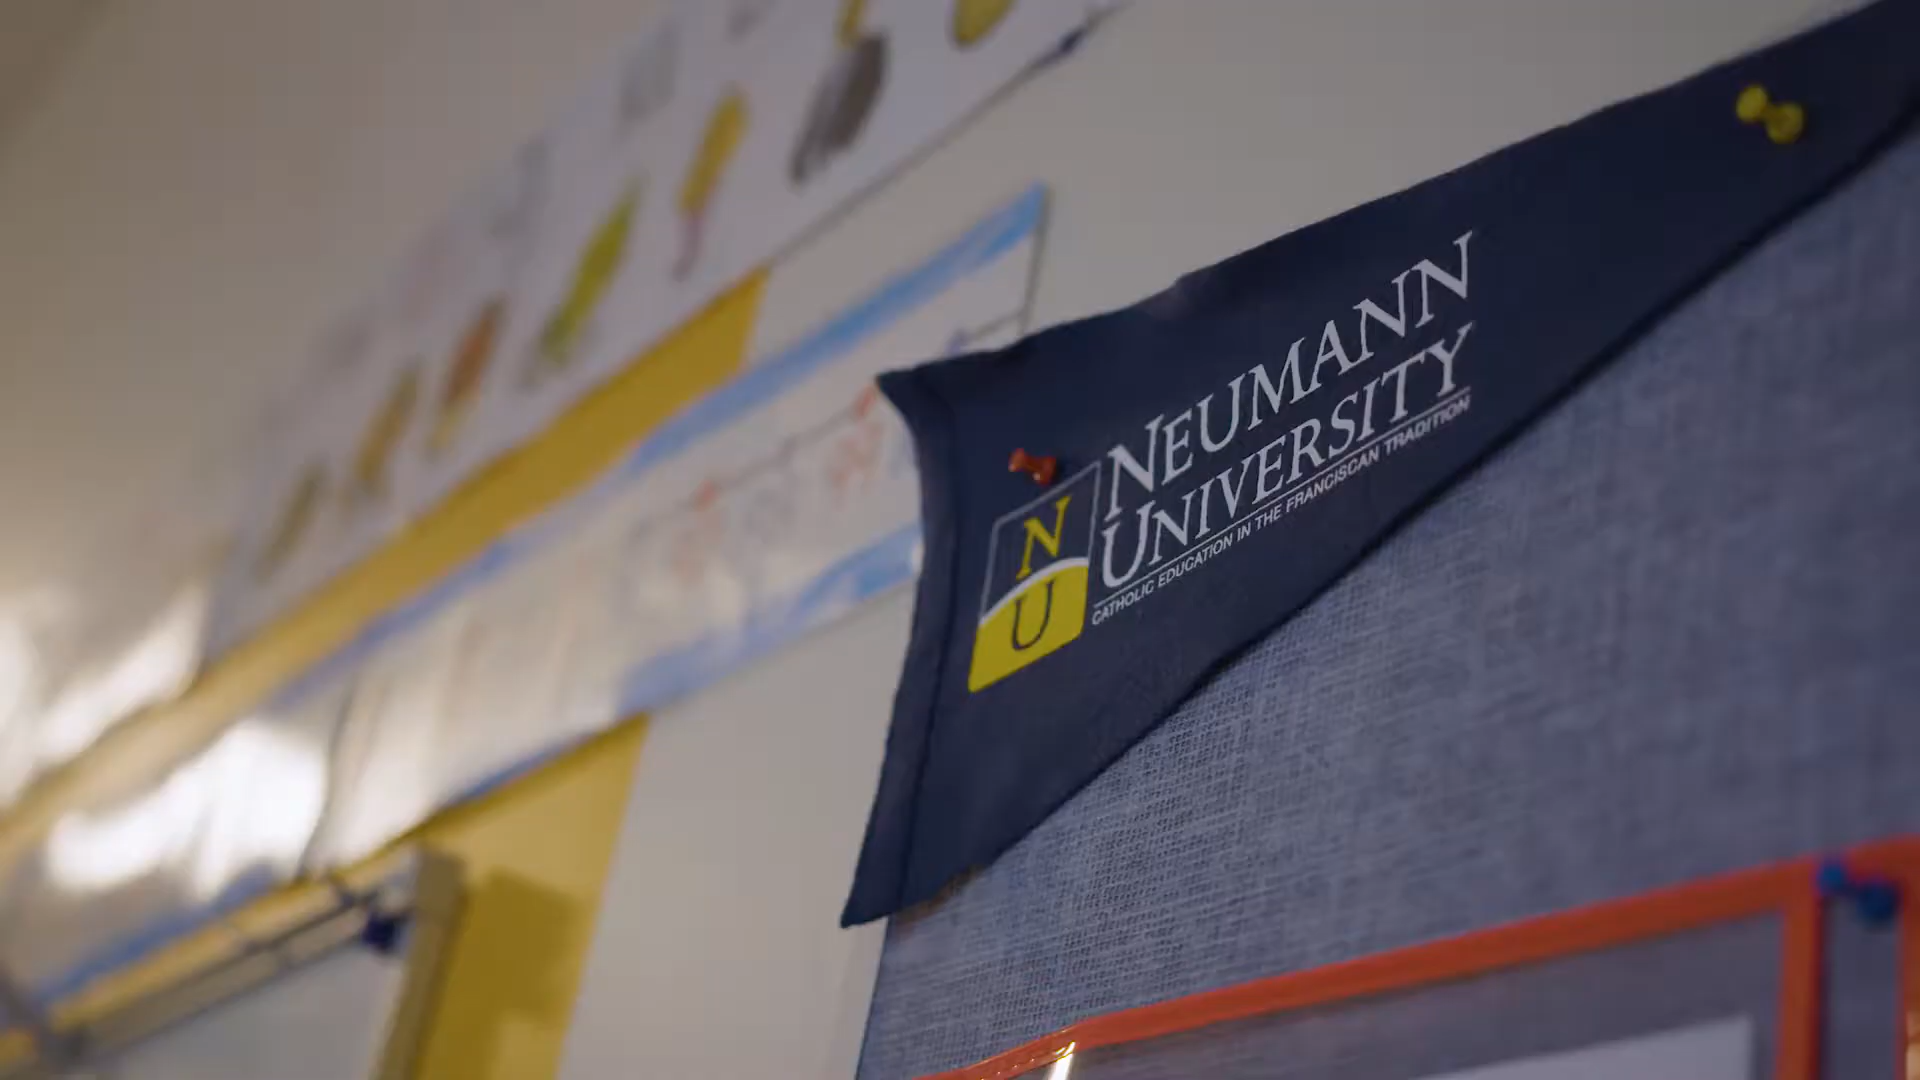 N
U
NEUMANN
UNIVERSITY
CATHOLIC EDUCATION IN THE FRANCISCAN TRADITION